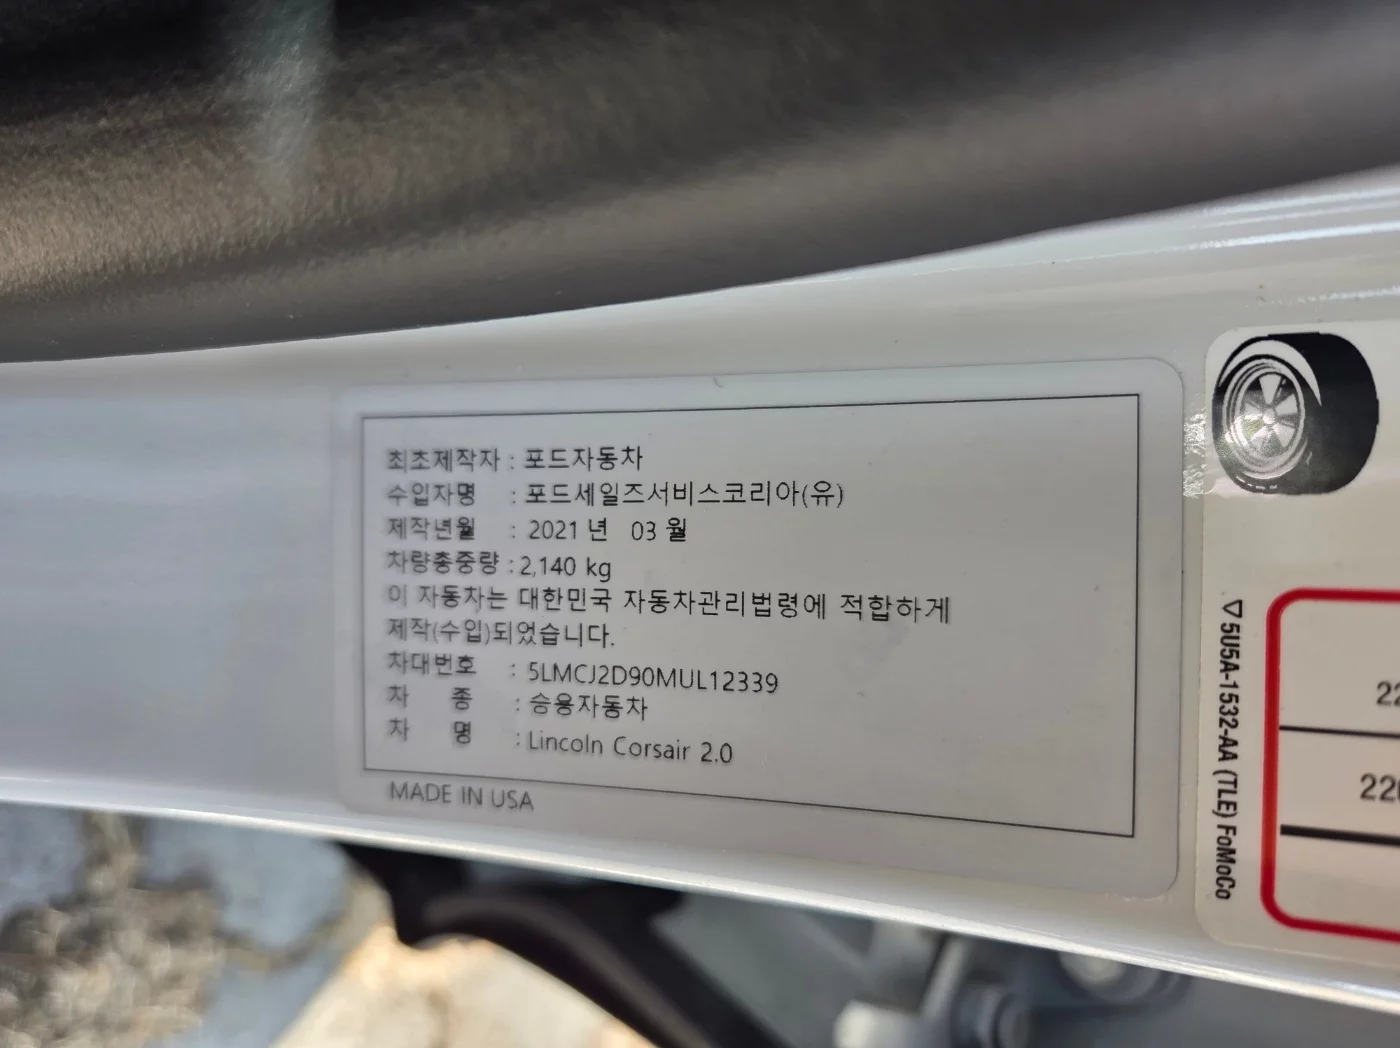 최초제작자 : 포드자동차
수입자명 : 포드세일즈서비스코리아(유)
제작년월 : 2021 년 03 월
차량총중량 : 2,140 kg
이 자동차는 대한민국 자동차관리법령에 적합하게
제작(수입)되었습니다.
차대번호 : 5LMCJ2D90MUL12339
차 종 : 승용자동차
차 명 : Lincoln Corsair 2.0
MADE IN USA
▽5U5A-1532-AA (TLE) FoMoCo